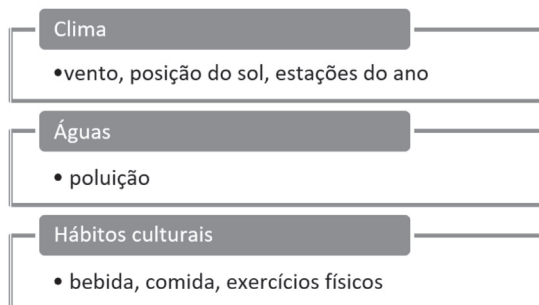 Clima
•vento, posição do sol, estações do ano
Águas
• poluição
Hábitos culturais
• bebida, comida, exercícios físicos